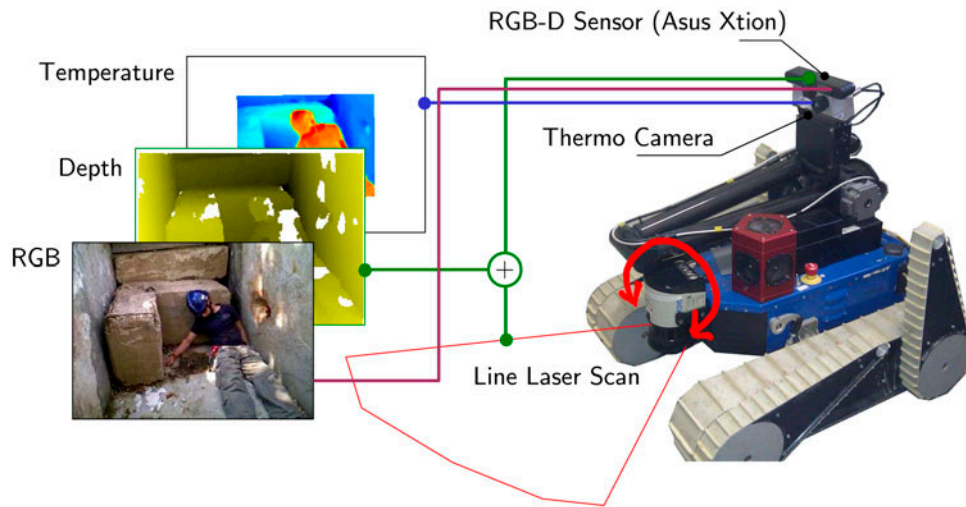 RGB-D Sensor (Asus Xtion)
Temperature
Thermo Camera
Depth
RGB
+
Line Laser Scan